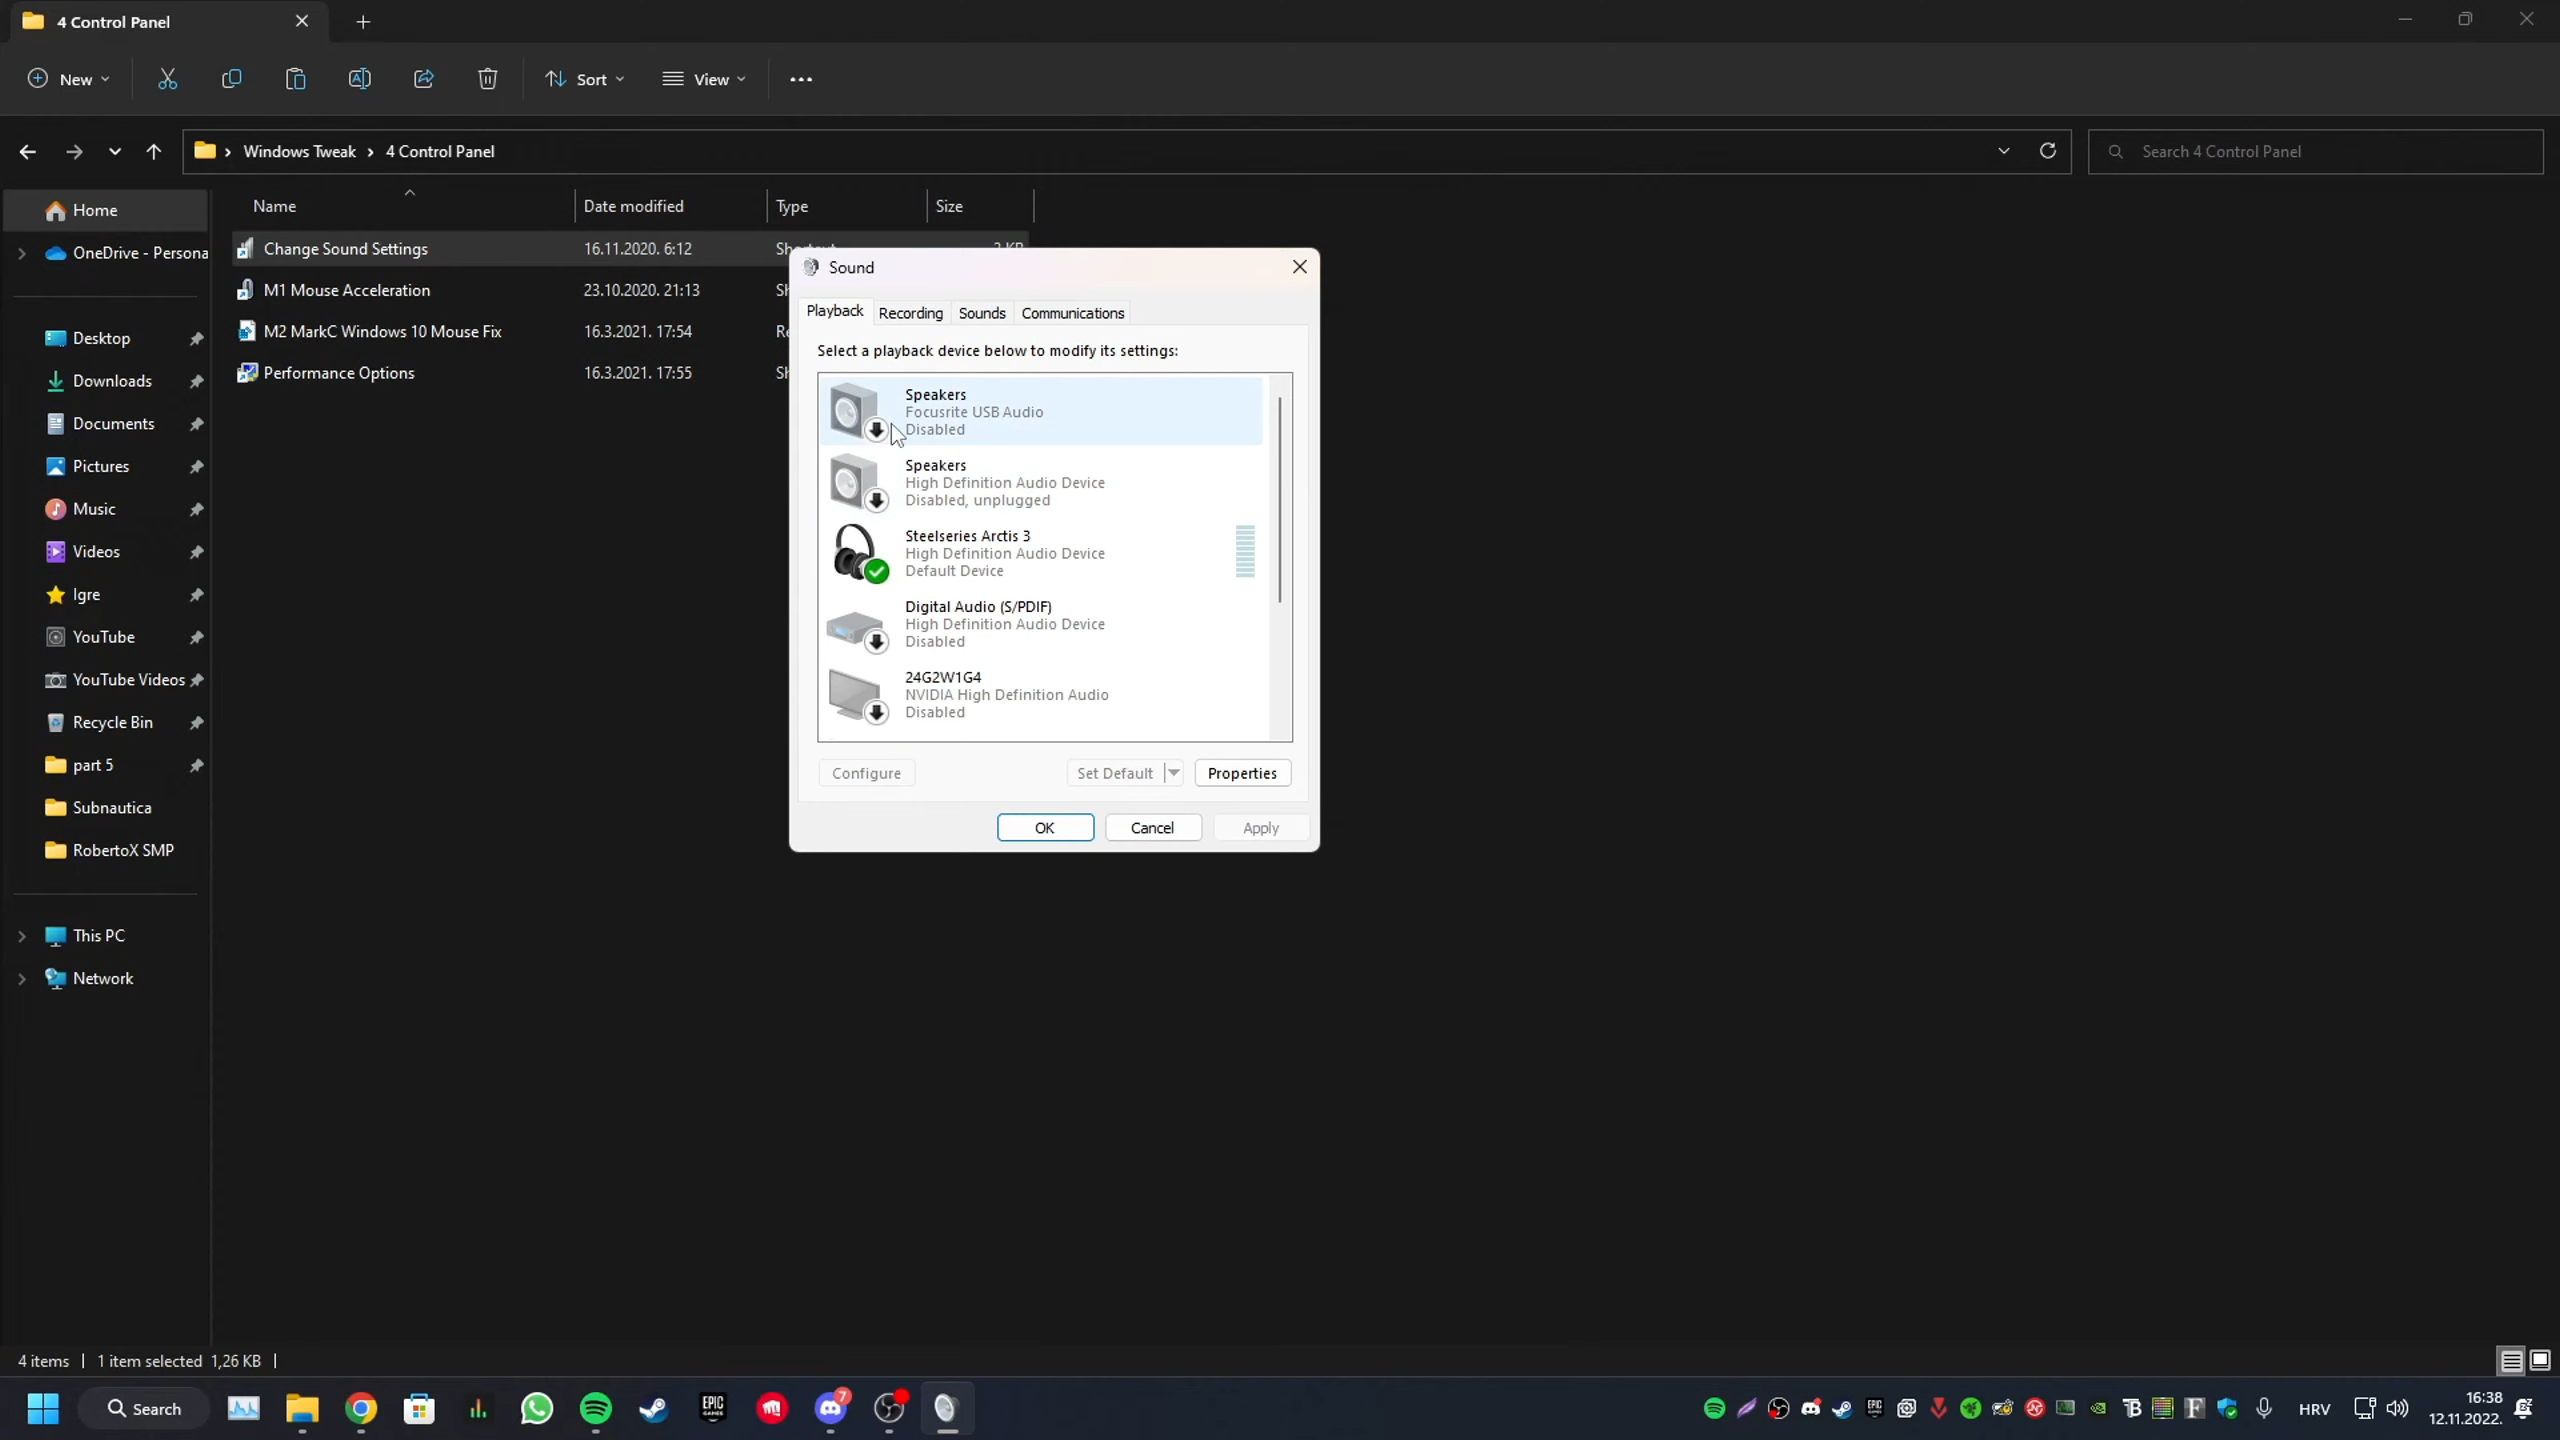 4 Control Panel
New
Sort
View
Windows Tweak
4 Control Panel
Search 4 Control Panel
Name
Date modified
Type
Size
Home
OneDrive - Persona
Desktop
Downloads
Documents
Pictures
Music
Videos
Igre
YouTube
YouTube Videos
Recycle Bin
part 5
Subnautica
RobertoX SMP
This PC
Network
Change Sound Settings 16.11.2020. 6:12
M1 Mouse Acceleration 23.10.2020. 21:13
M2 MarkC Windows 10 Mouse Fix 16.3.2021. 17:54
Performance Options 16.3.2021. 17:55
Sound
Playback Recording Sounds Communications
Select a playback device below to modify its settings:
Speakers
Focusrite USB Audio
Disabled
Speakers
High Definition Audio Device
Disabled, unplugged
Steelseries Arctis 3
High Definition Audio Device
Default Device
Digital Audio (S/PDIF)
High Definition Audio Device
Disabled
24G2W1G4
NVIDIA High Definition Audio
Disabled
Configure
Set Default
Properties
OK
Cancel
Apply
4 items
1 item selected 1,26 KB
Search
EPIC GAMES
7
HRV
16:38
12.11.2022.